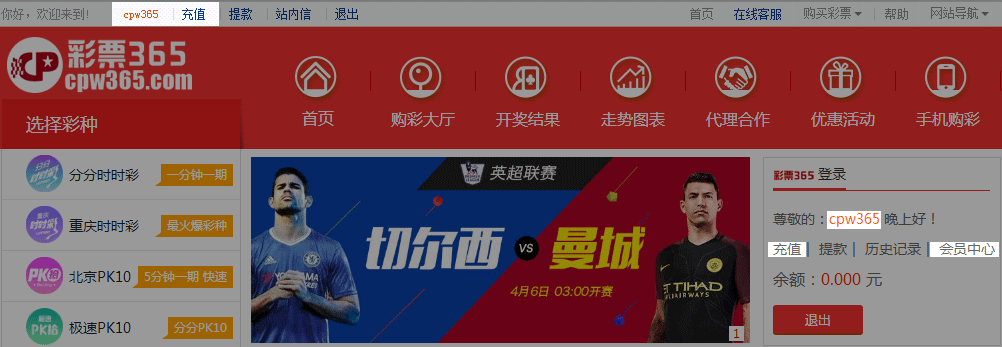 你好，欢迎来到! cpw365 充值 提款 站内信 退出 首页 在线客服 购买彩票 帮助 网站导航
彩票365
cpw365.com
首页 购彩大厅 开奖结果 走势图表 代理合作 优惠活动 手机购彩
选择彩种
分分时时彩 一分钟一期
重庆时时彩 最火爆彩种
北京PK10 5分钟一期 快速
极速PK10 分分PK10
英超联赛
切尔西 VS 曼城
4月6日 03:00开赛
ETIHAD
AIRWAYS
1
彩票365 登录
尊敬的：cpw365 晚上好！
充值 | 提款 | 历史记录 | 会员中心
余额：0.000 元
退出